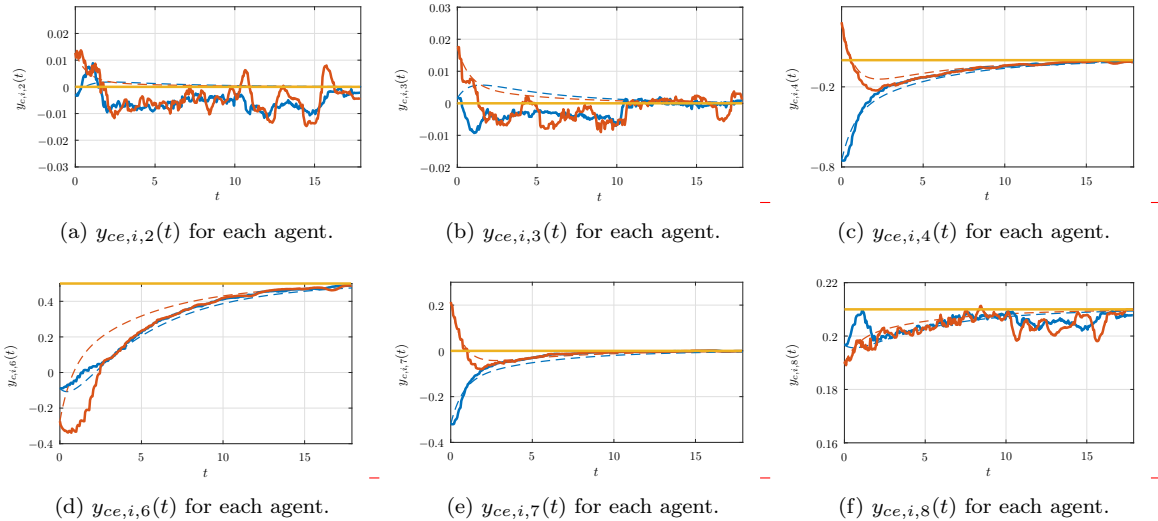 0.03
0.01
0
−0.01
−0.03
y_{c,i,2}(t)
0
5
10
15
t
(a) y_{ce,i,2}(t) for each agent.
0.03
0.02
0.01
0
−0.01
0.02
y_{c,i,3}(t)
0
5
10
15
t
(b) y_{ce,i,3}(t) for each agent.
0.4
−0.2
−0.8
y_{c,i,4}(t)
0
5
10
15
t
(c) y_{ce,i,4}(t) for each agent.
0.4
0.2
0
−0.2
−0.4
y_{c,i,6}(t)
0
5
10
15
t
(d) y_{ce,i,6}(t) for each agent.
0.2
0
−0.2
−0.4
y_{c,i,7}(t)
0
5
10
15
t
(e) y_{ce,i,7}(t) for each agent.
0.22
0.2
0.18
0.16
y_{c,i,8}(t)
0
5
10
15
t
(f) y_{ce,i,8}(t) for each agent.